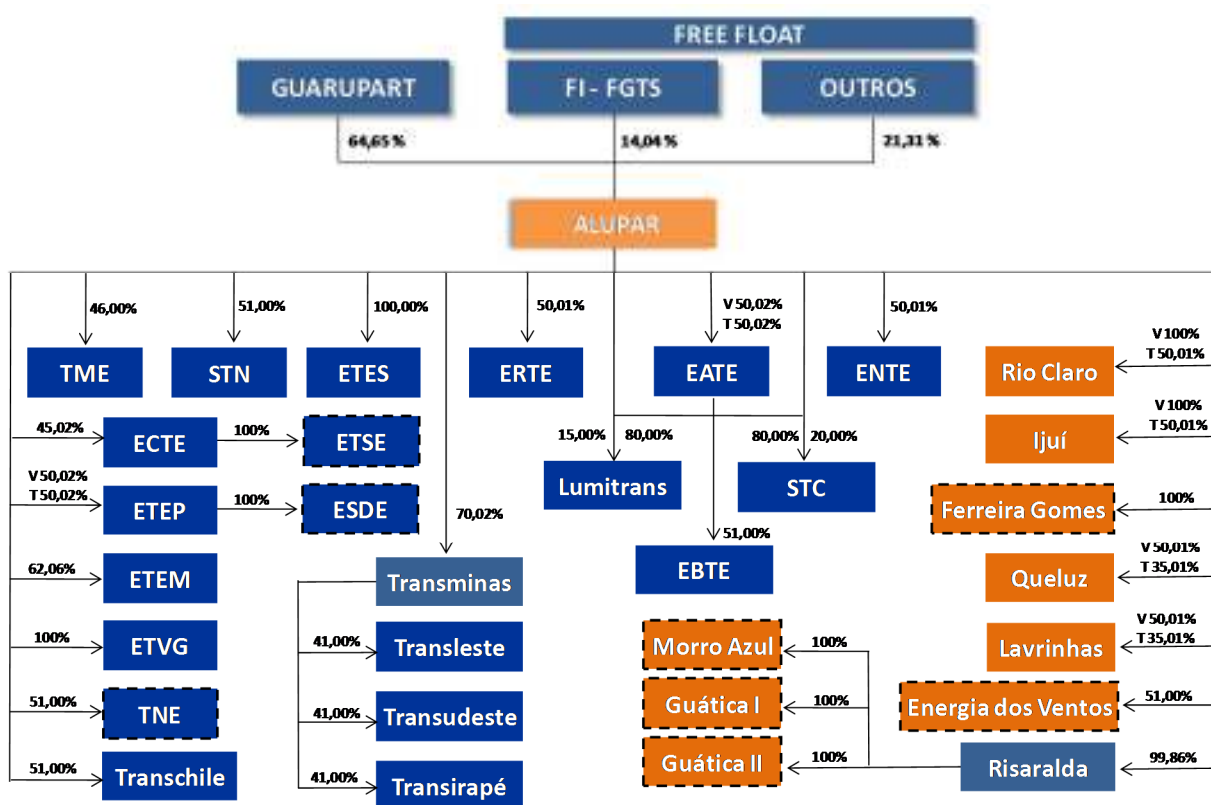 FREE FLOAT
GUARUPART
FI - FGTS
OUTROS
64,65%
14,04%
21,31%
ALUPAR
46,00%
51,00%
100,00%
50,01%
V 50,02%
T 50,02%
50,01%
V 100%
T 50,01%
TME
STN
ETES
ERTE
EATE
ENTE
Rio Claro
45,02%
ECTE
100%
ETSE
15,00%
80,00%
80,00%
20,00%
V 100%
T 50,01%
Ijuí
V 50,02%
T 50,02%
ETEP
100%
ESDE
70,02%
Lumitrans
STC
Ferreira Gomes
100%
51,00%
62,06%
ETEM
Transminas
EBTE
Queluz
V 50,01%
T 35,01%
100%
ETVG
41,00%
Transleste
Morro Azul
100%
Lavrinhas
V 50,01%
T 35,01%
51,00%
TNE
41,00%
Transudeste
Guática I
100%
Energia dos Ventos
51,00%
51,00%
Transchile
41,00%
Transirapé
Guática II
100%
Risaralda
99,86%